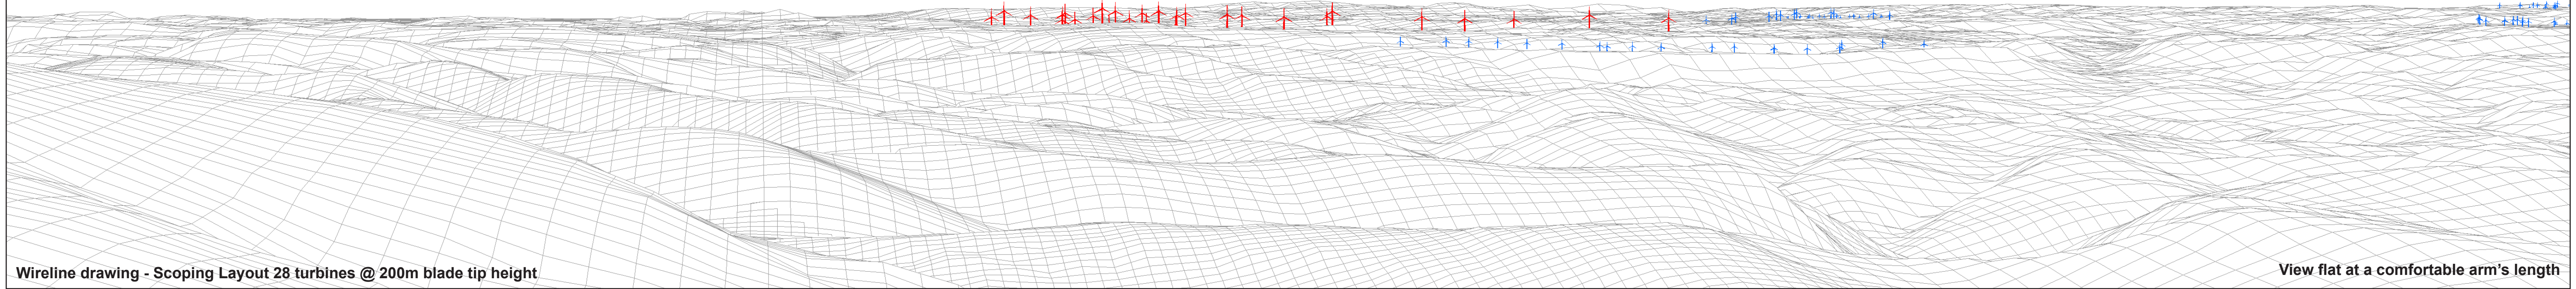 Wireline drawing - Scoping Layout 28 turbines @ 200m blade tip height
View flat at a comfortable arm’s length